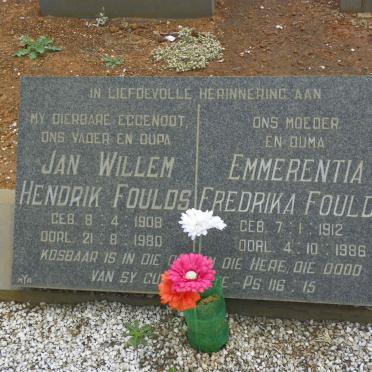 IN LIEFDEVOLLE HERINNERING AAN
MY DIERBARE EGGENOOT,
ONS VADER EN OUPA
JAN WILLEM
HENDRIK FOULDS
GEB. 8 · 4 · 1908
OORL. 21 · 8 · 1980
ONS MOEDER
EN OUMA
EMMERENTIA
FREDRIKA FOULD
GEB. 7 · 1 · 1912
OORL. 4 · 10 · 1986
KOSBAAR IS IN DIE DIE HERE, DIE DOOD
VAN SY PS. 116 : 15